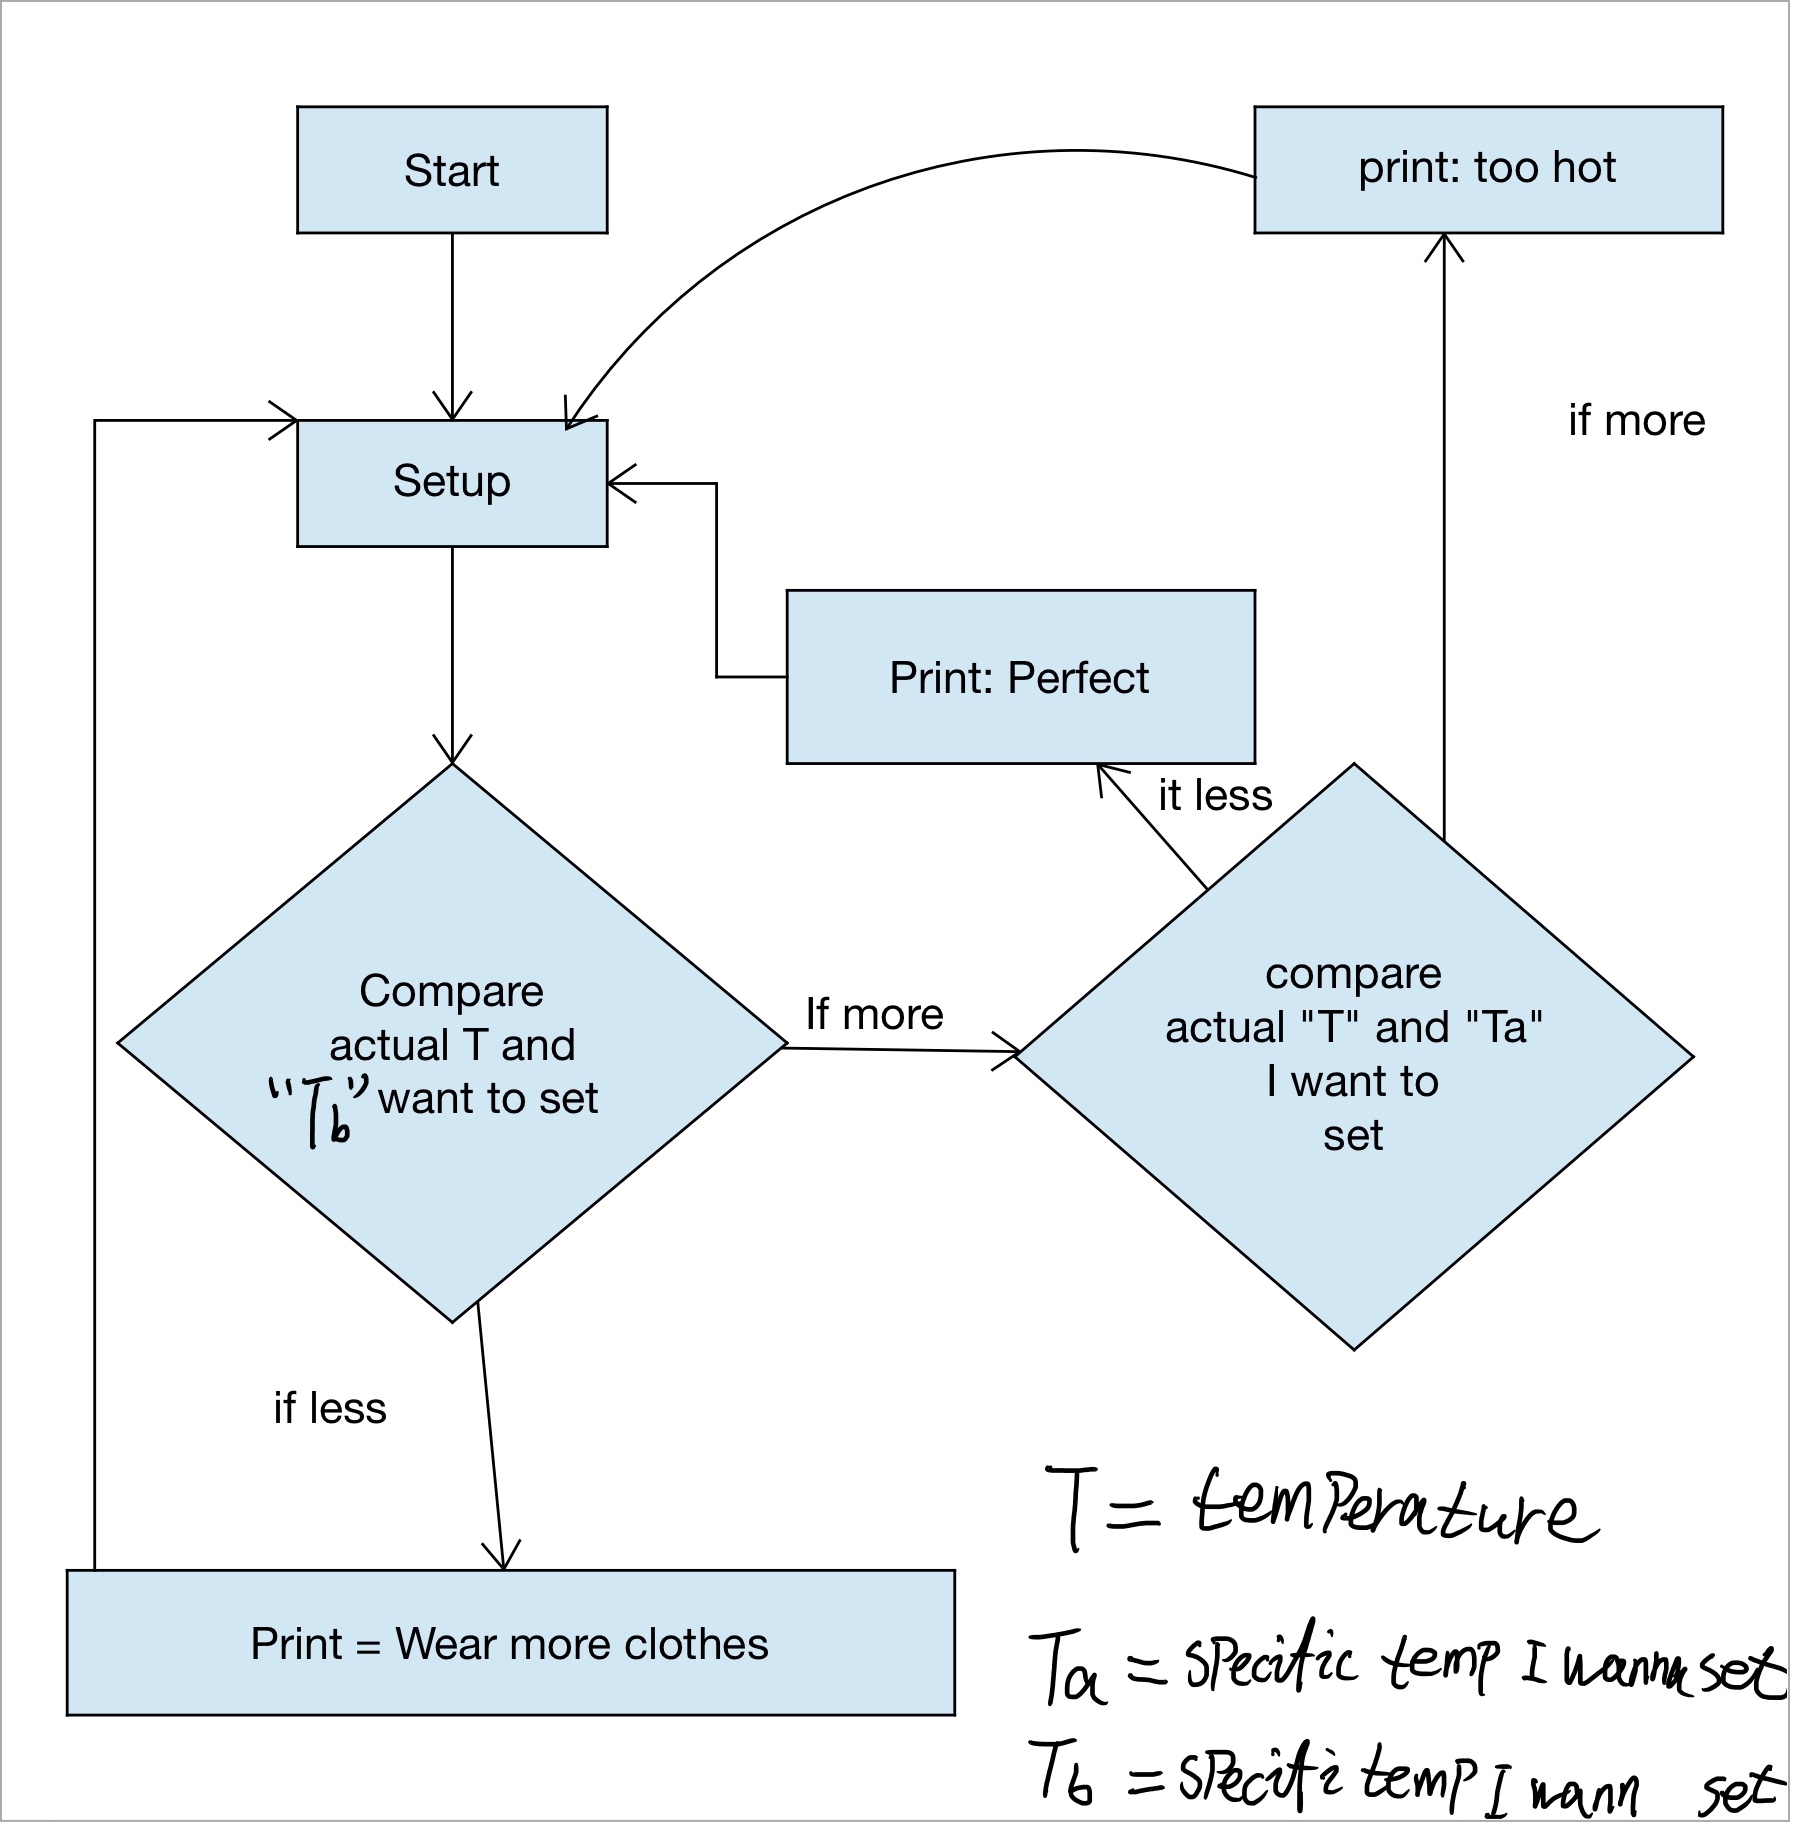 Start
print: too hot
if more
Setup
Print: Perfect
it less
Compare
actual T and
"Tb" want to set
If more
compare
actual "T" and "Ta"
I want to
set
if less
Print = Wear more clothes
T = temperature
Ta = specific temp I wanna set
Tb = specifi temp I wann set